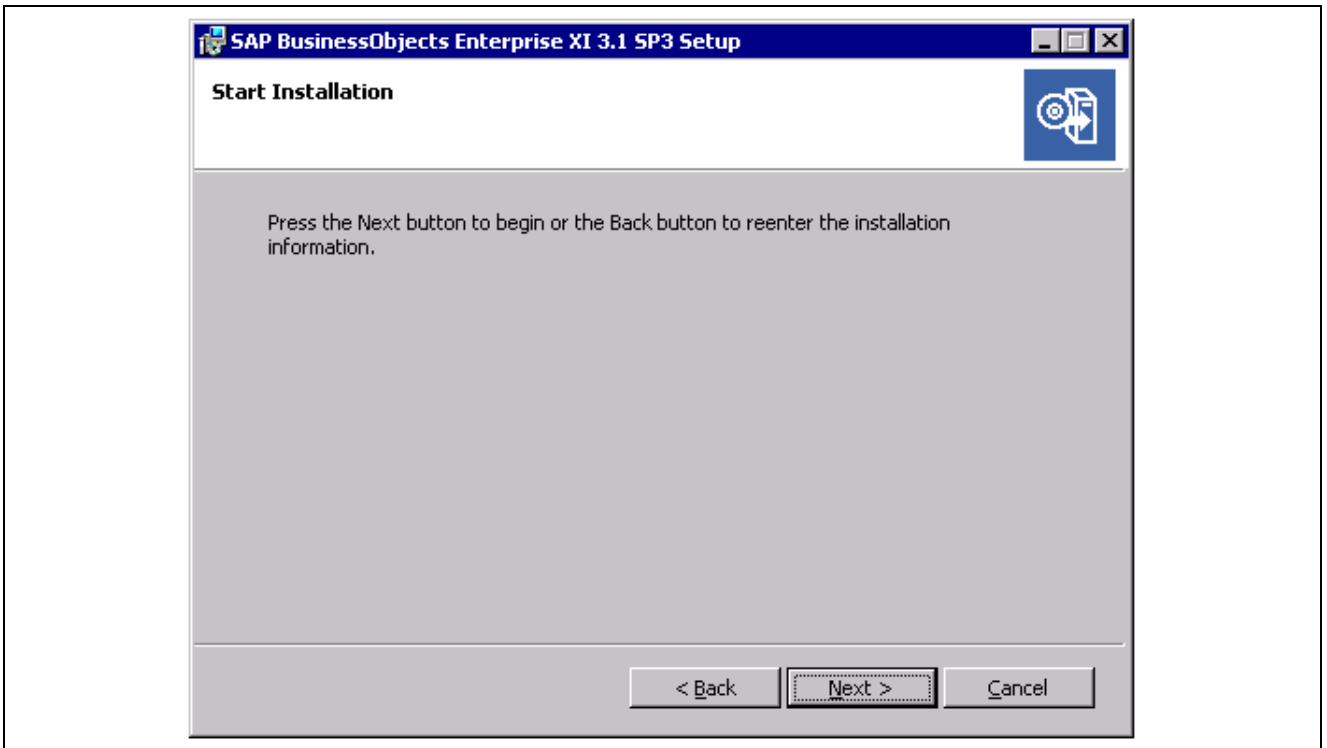 SAP BusinessObjects Enterprise XI 3.1 SP3 Setup
Start Installation
Press the Next button to begin or the Back button to reenter the installation
information.
< Back
Next >
Cancel